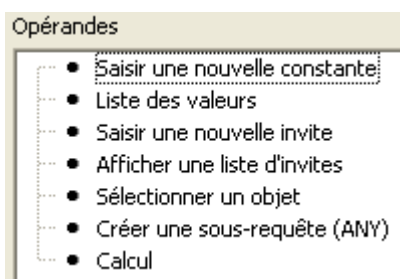 Opérandes
Saisir une nouvelle constante
Liste des valeurs
Saisir une nouvelle invite
Afficher une liste d'invites
Sélectionner un objet
Créer une sous-requête (ANY)
Calcul